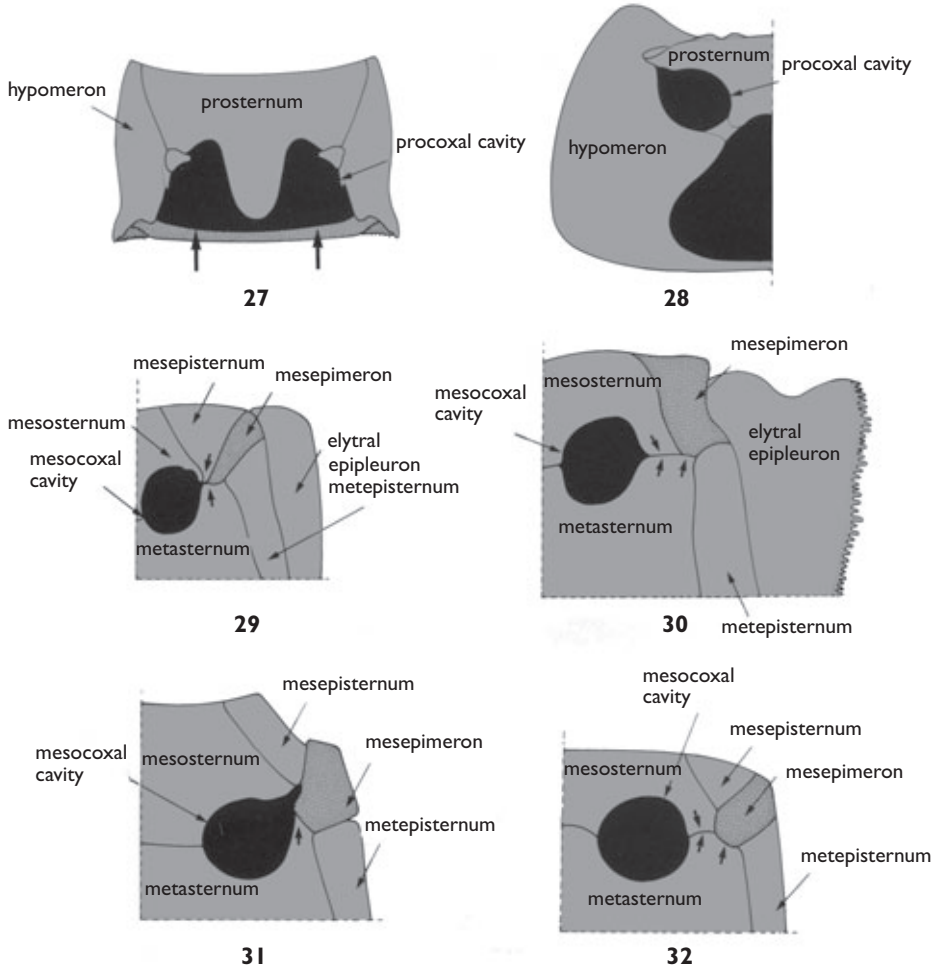 hypomeron
prosternum
procoxal cavity
27
prosternum
procoxal cavity
hypomeron
28
mesepisternum
mesepimeron
mesosternum
mesocoxal
cavity
elytral
epipleuron
metepisternum
metasternum
29
mesepimeron
mesosternum
mesocoxal
cavity
elytral
epipleuron
metasternum
metepisternum
30
mesepisternum
mesepimeron
mesocoxal
cavity
mesosternum
metepisternum
metasternum
31
mesocoxal
cavity
mesepisternum
mesosternum
mesepimeron
metepisternum
metasternum
32